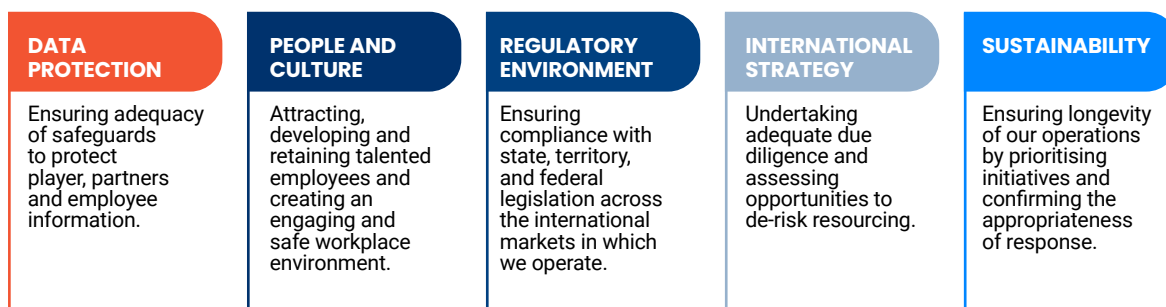 DATA
PROTECTION
Ensuring adequacy
of safeguards
to protect
player, partners
and employee
information.
PEOPLE AND
CULTURE
Attracting,
developing and
retaining talented
employees and
creating an
engaging and
safe workplace
environment.
REGULATORY
ENVIRONMENT
Ensuring
compliance with
state, territory,
and federal
legislation across
the international
markets in which
we operate.
INTERNATIONAL
STRATEGY
Undertaking
adequate due
diligence and
assessing
opportunities to
de-risk resourcing.
SUSTAINABILITY
Ensuring longevity
of our operations
by prioritising
initiatives and
confirming the
appropriateness
of response.